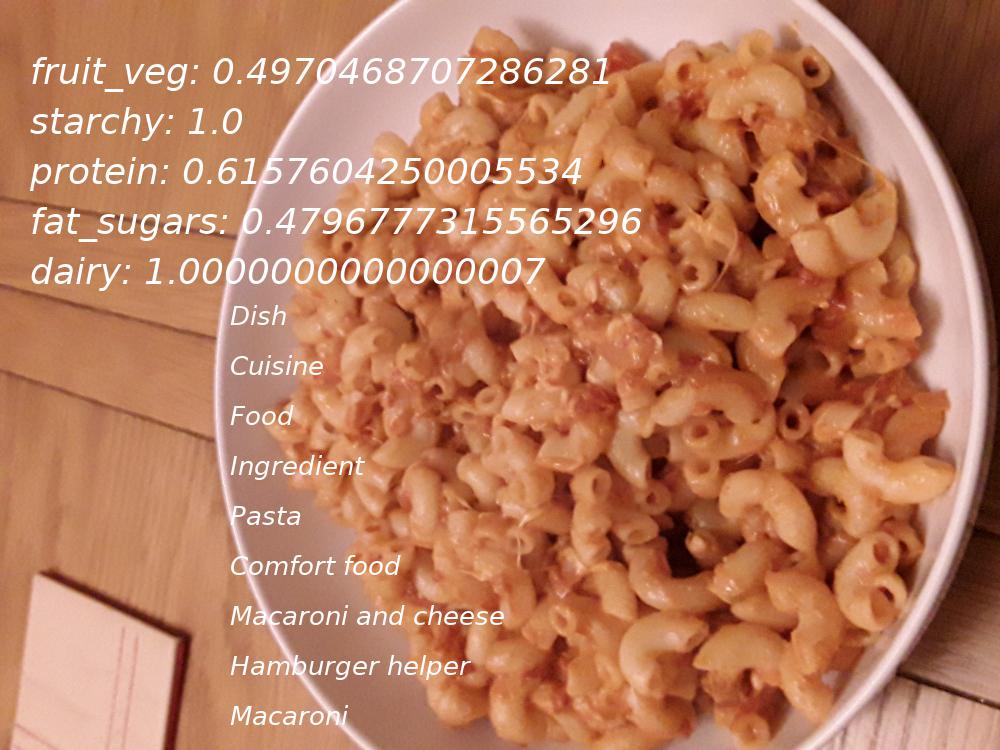 fruit_veg: 0.4970468707286281
starchy: 1.0
protein: 0.6157604250005534
fat_sugars: 0.4796777315565296
dairy: 1.0000000000000007
Dish
Cuisine
Food
Ingredient
Pasta
Comfort food
Macaroni and cheese
Hamburger helper
Macaroni